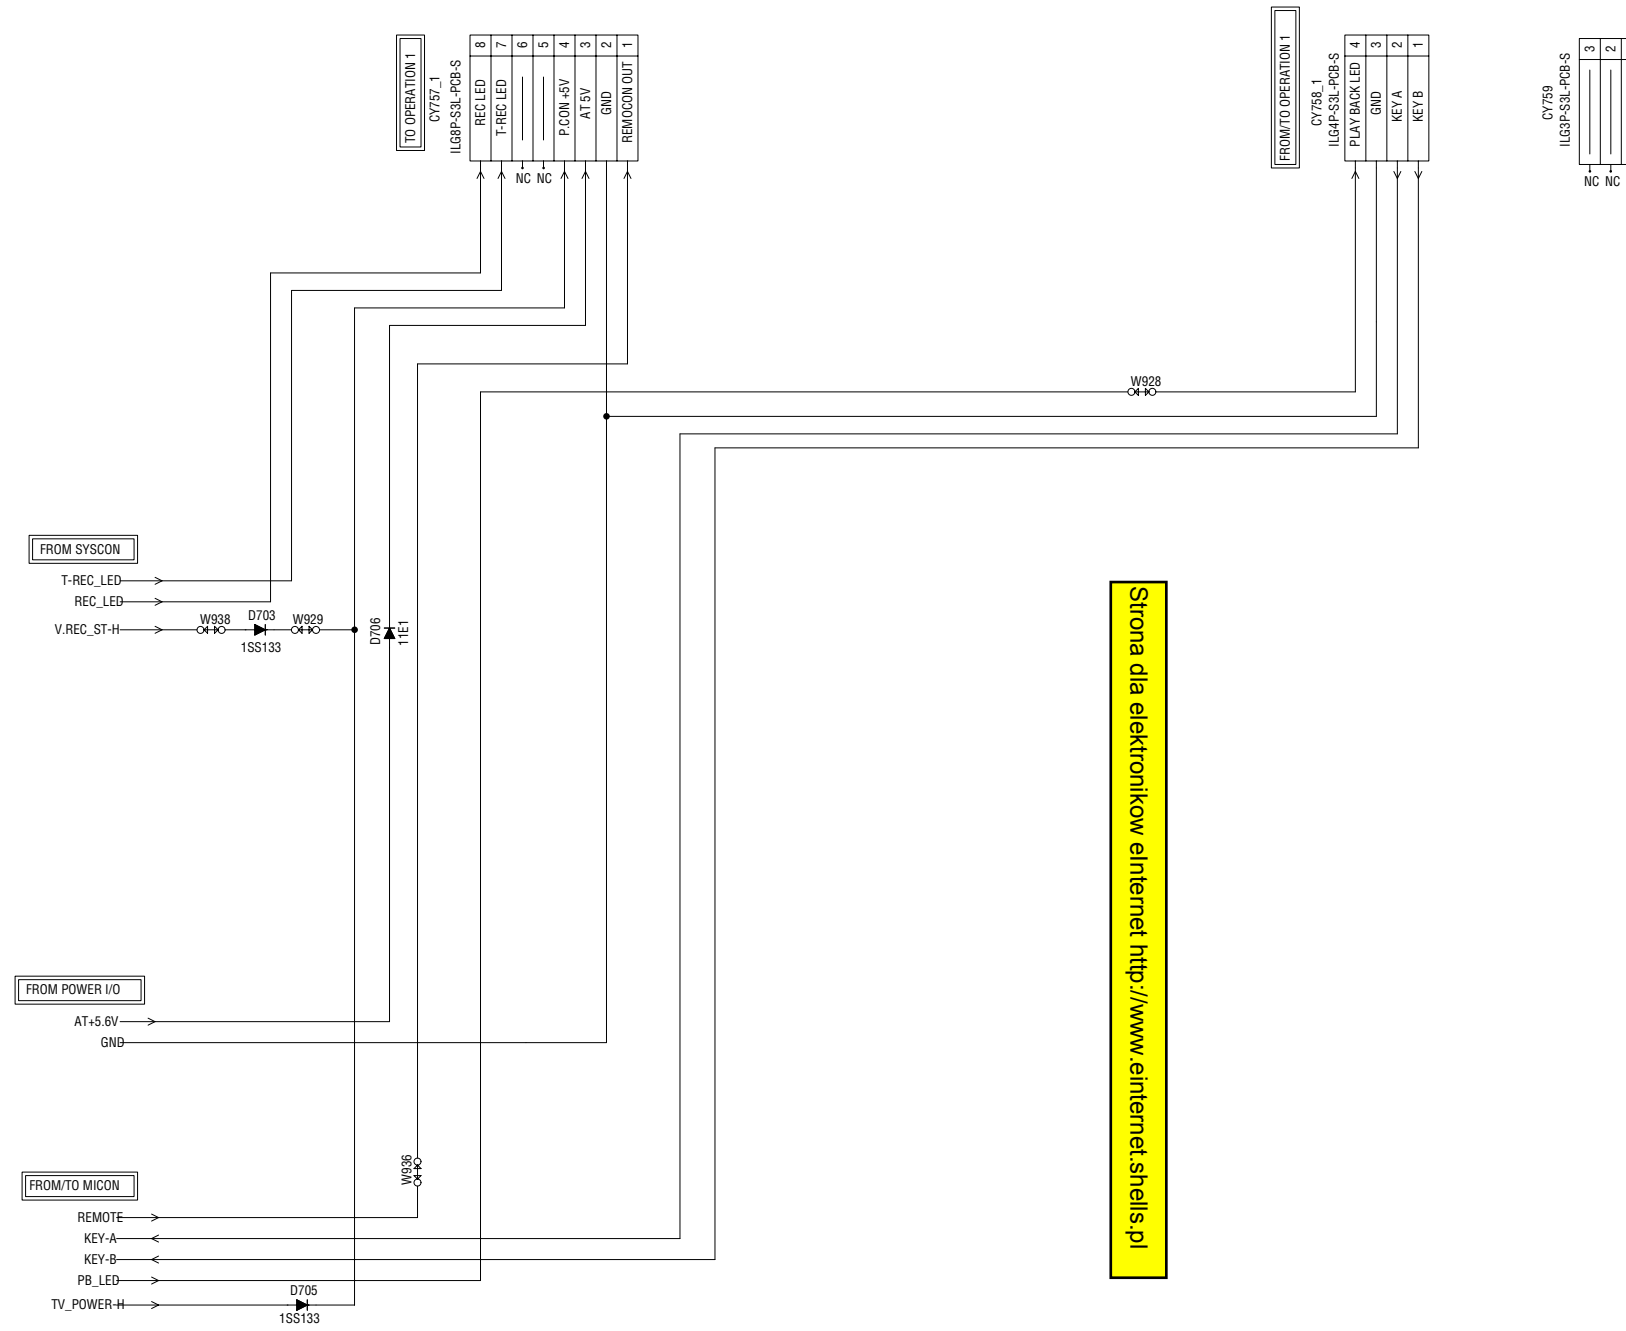 TO OPERATION 1
CY757_1
ILG8P-S3L-PCB-S
8 REC LED
7 T-REC LED
6
5
4 P.CON +5V
3 AT 5V
2 GND
1 REMOCON OUT
NC NC
FROM/TO OPERATION 1
CY758_1
ILG4P-S3L-PCB-S
4 PLAY BACK LED
3 GND
2 KEY A
1 KEY B
CY759
ILG3P-S3L-PCB-S
3
2
NC NC
W928
FROM SYSCON
T-REC_LED
REC_LED
V.REC_ST-H
W938
D703
1SS133
W929
D706
11E1
Strona dla elektronikow eInternet http://www.einternet.shells.pl
FROM POWER I/O
AT+5.6V
GND
W936
FROM/TO MICON
REMOTE
KEY-A
KEY-B
PB_LED
TV_POWER-H
D705
1SS133